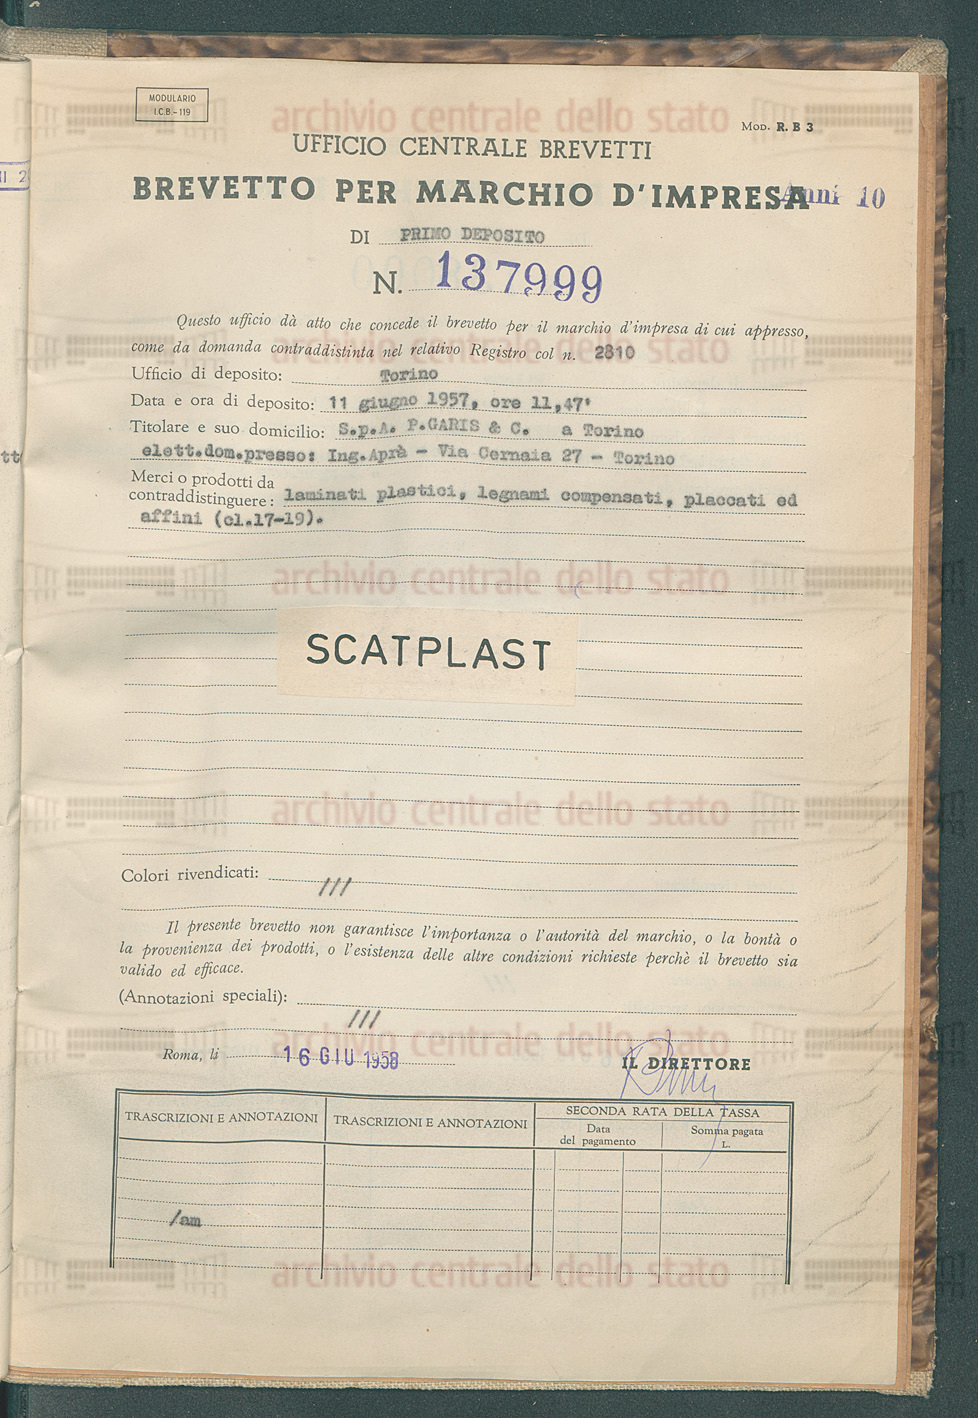 MODULARIO
I.C.B. - 119
MOD. R. B 3
UFFICIO CENTRALE BREVETTI
BREVETTO PER MARCHIO D'IMPRESA
Anni 10
DI PRIMO DEPOSITO
N. 137999
Questo ufficio dà atto che concede il brevetto per il marchio d'impresa di cui appresso,
come da domanda contraddistinta nel relativo Registro col n. 2810
Ufficio di deposito: Torino
Data e ora di deposito: 11 giugno 1957, ore 11,47'
Titolare e suo domicilio: S.p.A. P.GARIS & C. a Torino
elett.dom.presso: Ing.Aprà - Via Cernaia 27 - Torino
Merci o prodotti da
contraddistinguere: laminati plastici, legnami compensati, placcati ed
affini (cl.17-19).
SCATPLAST
Colori rivendicati: ///
Il presente brevetto non garantisce l'importanza o l'autorità del marchio, o la bontà o
la provenienza dei prodotti, o l'esistenza delle altre condizioni richieste perchè il brevetto sia
valido ed efficace.
(Annotazioni speciali): ///
Roma, li 16 GIU 1958
IL DIRETTORE
TRASCRIZIONI E ANNOTAZIONI
TRASCRIZIONI E ANNOTAZIONI
SECONDA RATA DELLA TASSA
Data
del pagamento
Somma pagata
L.
/am
archivio centrale dello stato
archivio centrale dello stato
archivio centrale dello stato
archivio centrale dello stato
archivio centrale dello stato
archivio centrale dello stato